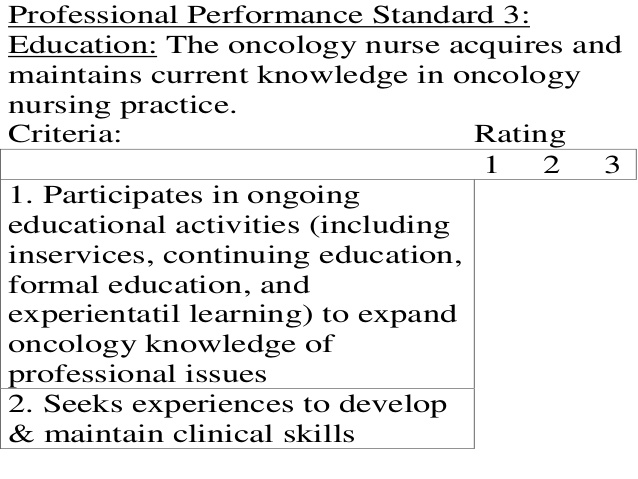 Professional Performance Standard 3:
Education: The oncology nurse acquires and
maintains current knowledge in oncology
nursing practice.
Criteria: Rating
1 2 3
1. Participates in ongoing
educational activities (including
inservices, continuing education,
formal education, and
experientatil learning) to expand
oncology knowledge of
professional issues
2. Seeks experiences to develop
& maintain clinical skills